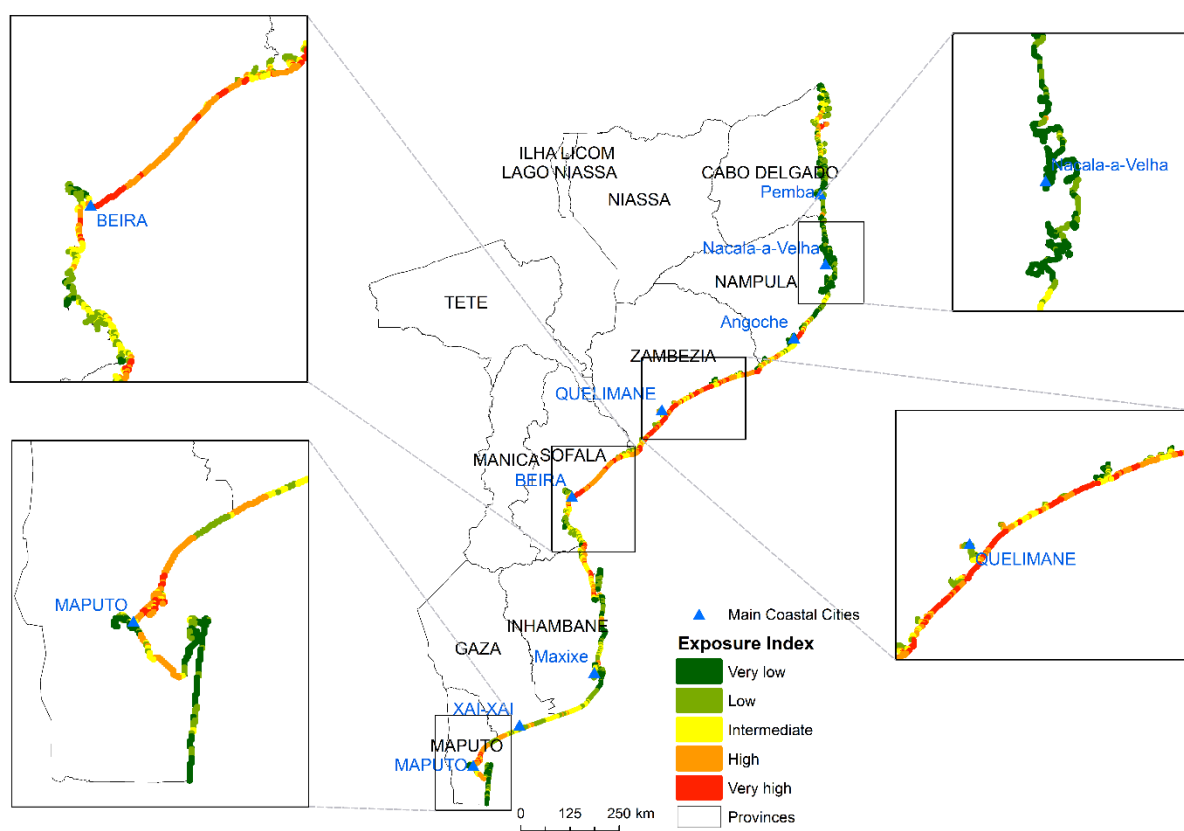 BEIRA
Nacala-a-Velha
ILHA LICOM
LAGO NIASSA
CABO DELGADO
NIASSA
Pemba
Nacala-a-Velha
NAMPULA
TETE
Angoche
ZAMBEZIA
QUELIMANE
MANICA
SOFALA
BEIRA
QUELIMANE
MAPUTO
INHAMBANE
GAZA
Maxixe
XAI-XAI
MAPUTO
MAPUTO
Main Coastal Cities
Exposure Index
Very low
Low
Intermediate
High
Very high
Provinces
0 125 250 km